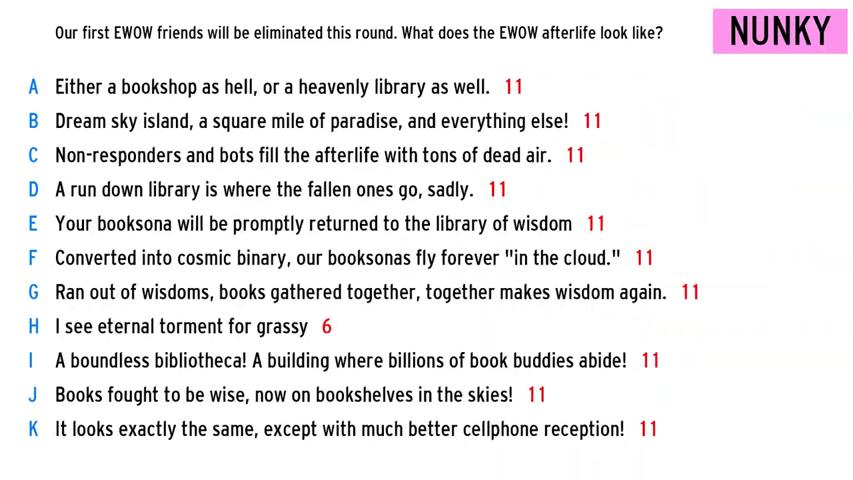 Our first EWOW friends will be eliminated this round. What does the EWOW afterlife look like?
NUNKY
A Either a bookshop as hell, or a heavenly library as well. 11
B Dream sky island, a square mile of paradise, and everything else! 11
C Non-responders and bots fill the afterlife with tons of dead air. 11
D A run down library is where the fallen ones go, sadly. 11
E Your booksona will be promptly returned to the library of wisdom 11
F Converted into cosmic binary, our booksonas fly forever "in the cloud." 11
G Ran out of wisdoms, books gathered together, together makes wisdom again. 11
H I see eternal torment for grassy 6
I A boundless bibliotheca! A building where billions of book buddies abide! 11
J Books fought to be wise, now on bookshelves in the skies! 11
K It looks exactly the same, except with much better cellphone reception! 11